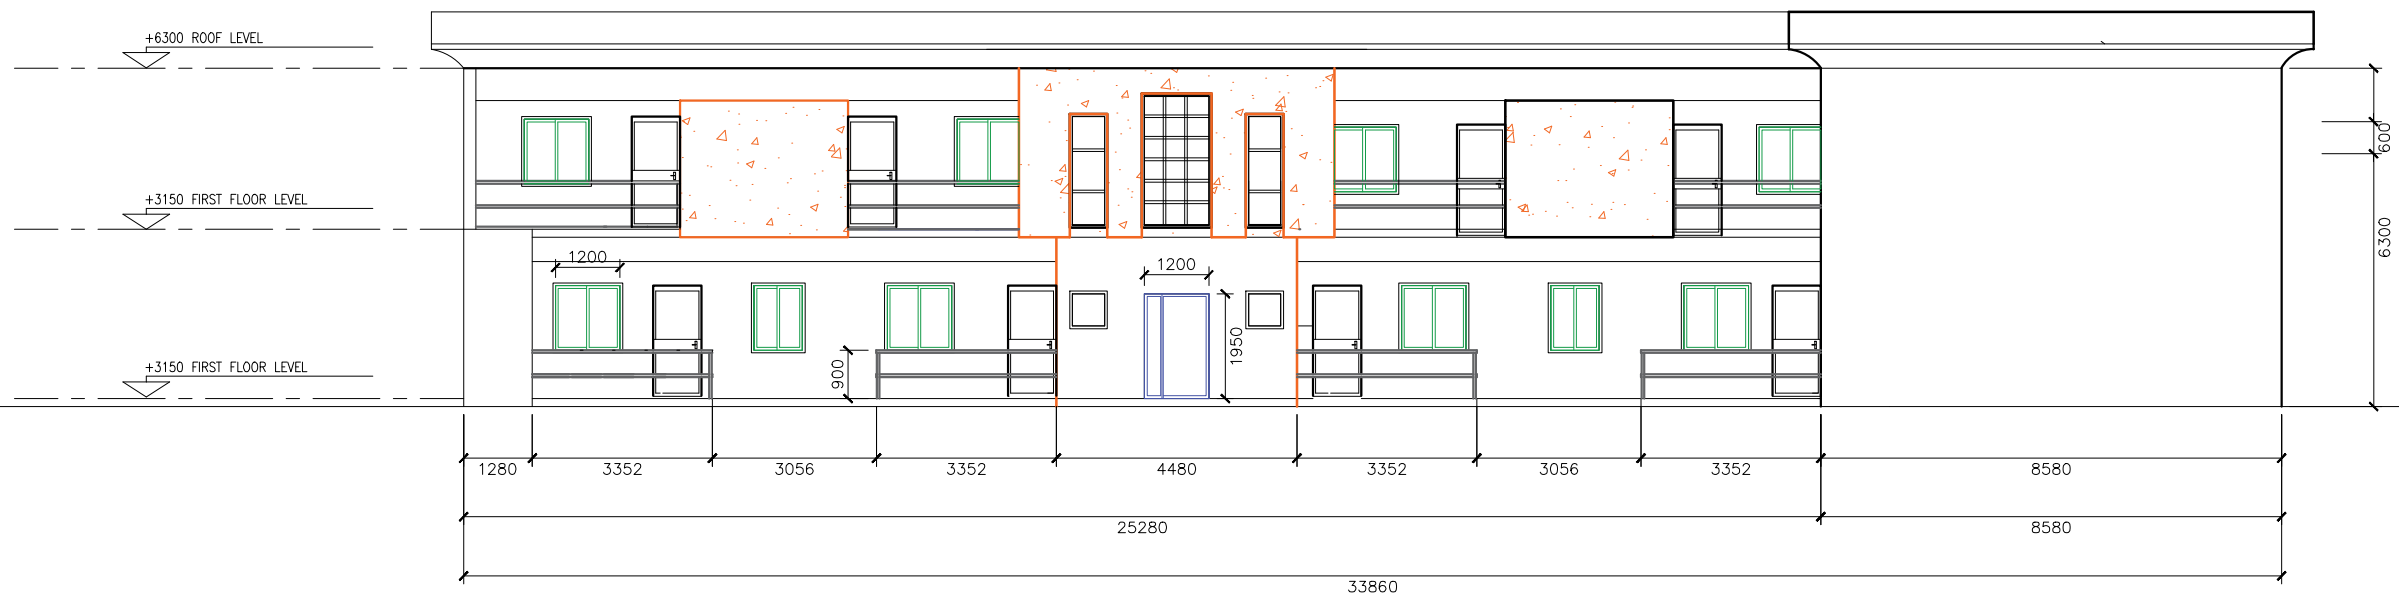 +6300 ROOF LEVEL
600
+3150 FIRST FLOOR LEVEL
6300
1200
1200
1950
+3150 FIRST FLOOR LEVEL
900
1280 3352 3056 3352 4480 3352 3056 3352 8580
25280 8580
33860